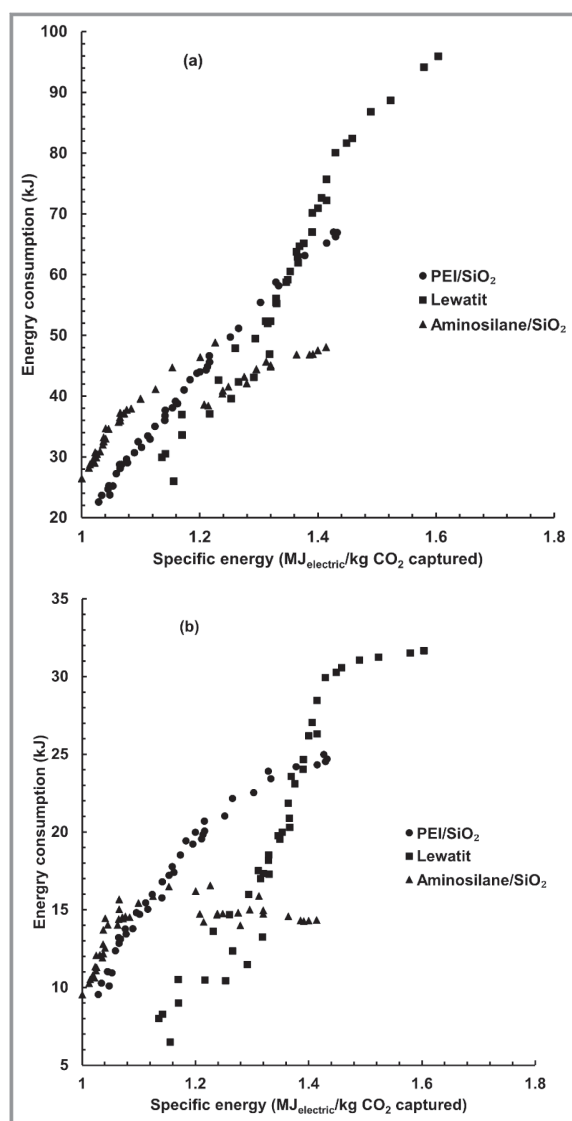 (a)
100
90
80
70
60
50
40
30
20
Energry consumption (kJ)
PEI/SiO₂
Lewatit
Aminosilane/SiO₂
1 1.2 1.4 1.6 1.8
Specific energy (MJelectric/kg CO₂ captured)
(b)
35
30
25
20
15
10
5
Energry consumption (kJ)
PEI/SiO₂
Lewatit
Aminosilane/SiO₂
1 1.2 1.4 1.6 1.8
Specific energy (MJelectric/kg CO₂ captured)